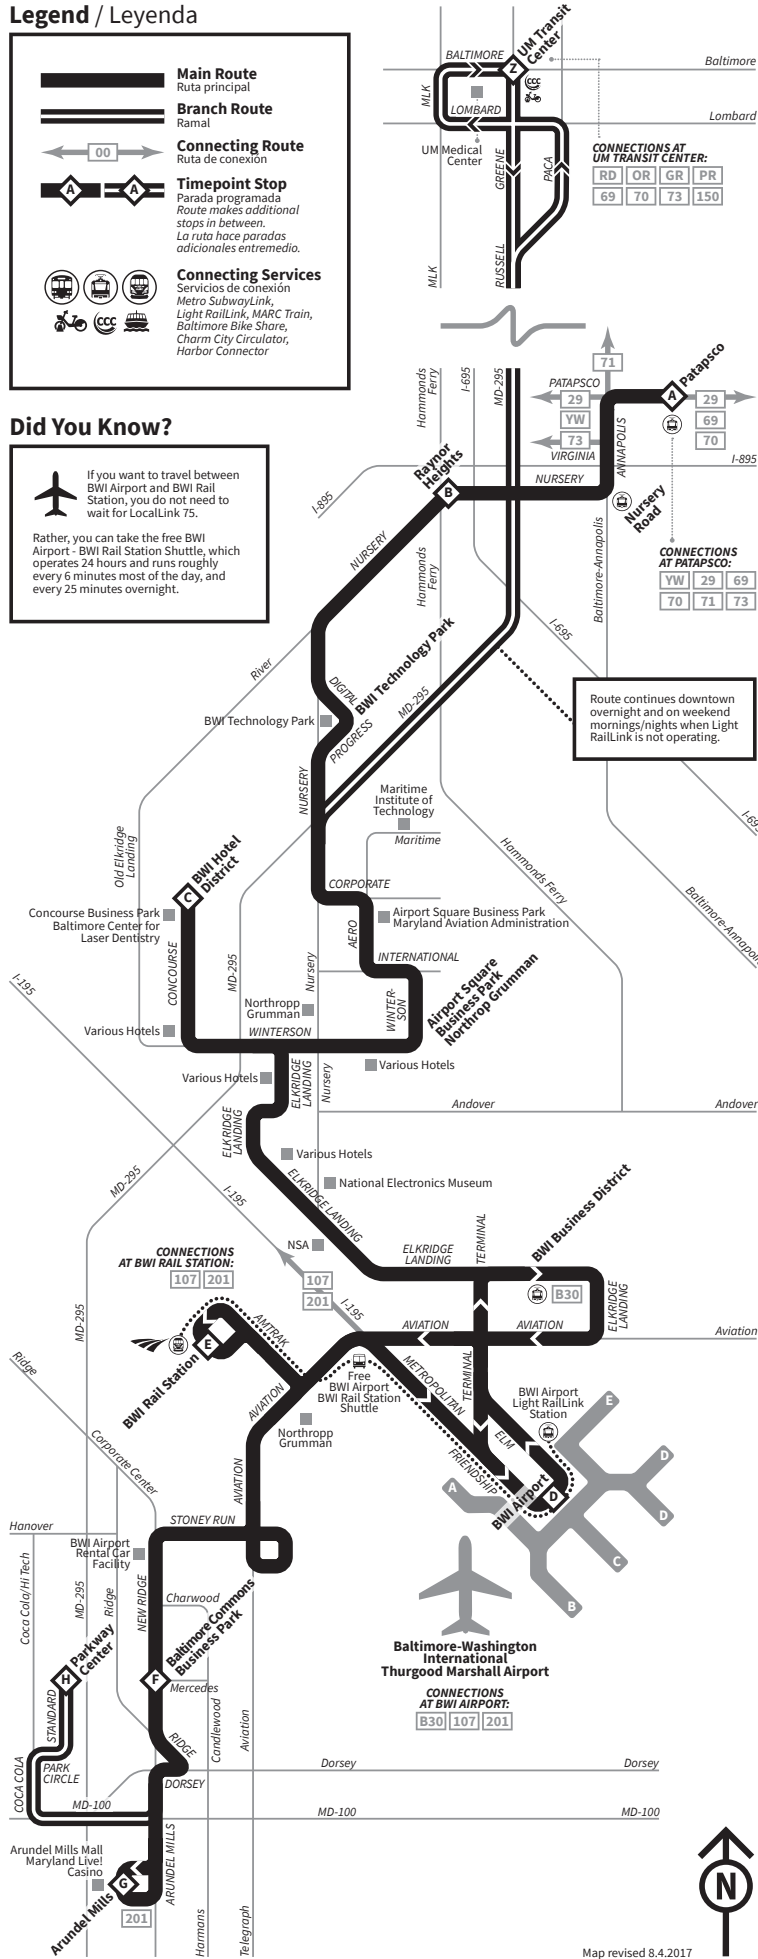 Legend / Leyenda
Main Route
Ruta principal
Branch Route
Ramal
00
Connecting Route
Ruta de conexión
A
A
Timepoint Stop
Parada programada
Route makes additional
stops in between.
La ruta hace paradas
adicionales entremedio.
CCC
Connecting Services
Servicios de conexión
Metro SubwayLink,
Light RailLink, MARC Train,
Baltimore Bike Share,
Charm City Circulator,
Harbor Connector
Did You Know?
If you want to travel between
BWI Airport and BWI Rail
Station, you do not need to
wait for LocalLink 75.
Rather, you can take the free BWI
Airport - BWI Rail Station Shuttle, which
operates 24 hours and runs roughly
every 6 minutes most of the day, and
every 25 minutes overnight.
UM Transit
Center
Z
CCC
BALTIMORE
Baltimore
MLK
LOMBARD
Lombard
UM Medical
Center
GREENE
PACA
CONNECTIONS AT
UM TRANSIT CENTER:
RD OR GR PR
69 70 73 150
MLK
RUSSELL
Hammonds
Ferry
I-695
MD-295
71
Patapsco
A
PATAPSCO
29
YW
73
VIRGINIA
29
69
70
ANNAPOLIS
I-895
Raynor
Heights
B
NURSERY
I-895
Nursery
Road
NURSERY
Hammonds
Ferry
Baltimore-Annapolis
CONNECTIONS
AT PATAPSCO:
YW 29 69
70 71 73
I-695
River
DIGITAL
BWI Technology Park
BWI Technology Park
PROGRESS
MD-295
Route continues downtown
overnight and on weekend
mornings/nights when Light
RailLink is not operating.
NURSERY
Maritime
Institute of
Technology
Maritime
I-695
Old Elkridge
Landing
BWI Hotel
District
C
CORPORATE
Hammonds Ferry
Baltimore-Annapolis
Concourse Business Park
Baltimore Center for
Laser Dentistry
CONCOURSE
MD-295
AERO
Airport Square Business Park
Maryland Aviation Administration
Nursery
INTERNATIONAL
I-195
Northropp
Grumman
WINTER-
SON
Airport Square
Business Park
Northrop Grumman
Various Hotels
WINTERSON
Various Hotels
Various Hotels
ELKRIDGE
LANDING
Nursery
Andover
Andover
ELKRIDGE
LANDING
Various Hotels
MD-295
I-195
National Electronics Museum
ELKRIDGE LANDING
BWI Business District
NSA
ELKRIDGE
LANDING
TERMINAL
CONNECTIONS
AT BWI RAIL STATION:
107 201
107
201
I-195
B30
ELKRIDGE
LANDING
MD-295
AMTRAK
AVIATION
AVIATION
Aviation
E
BWI Rail Station
Free
BWI Airport
BWI Rail Station
Shuttle
METROPOLITAN
TERMINAL
BWI Airport
Light RailLink
Station
Ridge
AVIATION
Northropp
Grumman
ELM
FRIENDSHIP
E
D
D
C
B
A
BWI Airport
D
Corporate Center
AVIATION
Hanover
STONEY RUN
BWI Airport
Rental Car
Facility
Coca Cola/Hi Tech
MD-295
Ridge
NEW RIDGE
Charwood
Parkway
Center
H
Baltimore Commons
Business Park
F
Mercedes
Baltimore-Washington
International
Thurgood Marshall Airport
CONNECTIONS
AT BWI AIRPORT:
B30 107 201
STANDARD
Candlewood
Aviation
RIDGE
COCA COLA
PARK
CIRCLE
DORSEY
Dorsey
Dorsey
MD-100
MD-100
MD-100
Arundel Mills Mall
Maryland Live!
Casino
ARUNDEL MILLS
G
Arundel Mills
201
Harmans
Telegraph
N
Map revised 8.4.2017